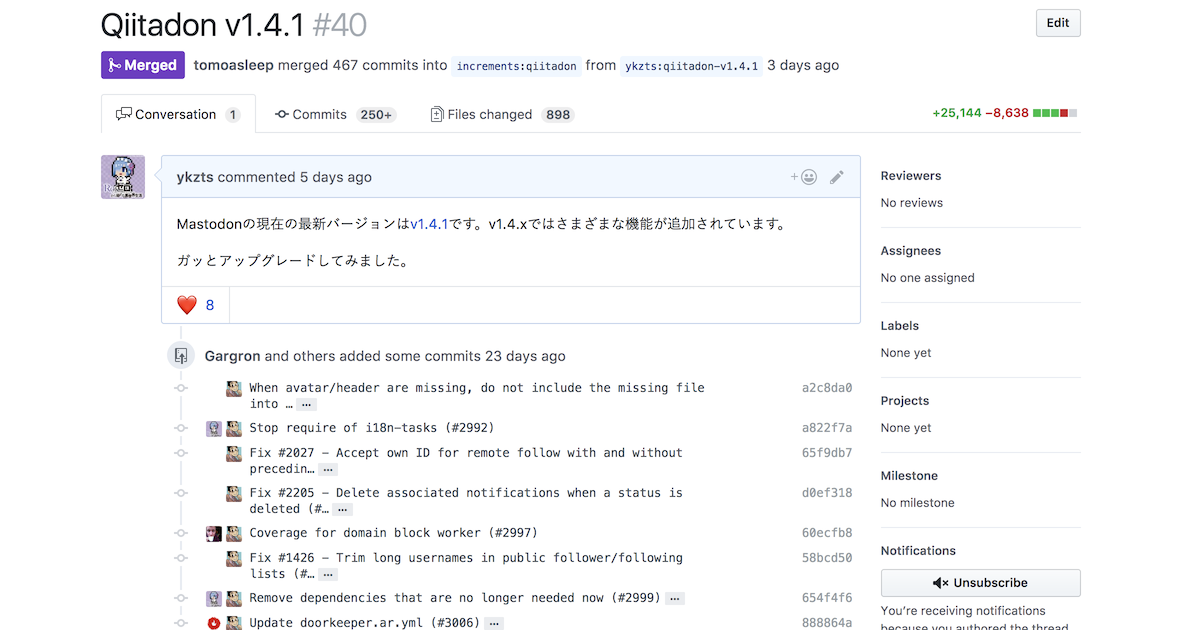 Qiitadon v1.4.1 #40
Edit
Merged tomoasleep merged 467 commits into increments:qiitadon from ykzts:qiitadon-v1.4.1 3 days ago
Conversation 1 Commits 250+ Files changed 898
+25,144 −8,638
ykzts commented 5 days ago
Mastodonの現在の最新バージョンはv1.4.1です。v1.4.xではさまざまな機能が追加されています。
ガッとアップグレードしてみました。
8
Gargron and others added some commits 23 days ago
When avatar/header are missing, do not include the missing file a2c8da0
into … …
Stop require of i18n-tasks (#2992) a822f7a
Fix #2027 - Accept own ID for remote follow with and without 65f9db7
precedin… …
Fix #2205 - Delete associated notifications when a status is d0ef318
deleted (#… …
Coverage for domain block worker (#2997) 60ecfb8
Fix #1426 - Trim long usernames in public follower/following 58bcd50
lists (#… …
Remove dependencies that are no longer needed now (#2999) … 654f4f6
Update doorkeeper.ar.yml (#3006) … 888864a
Reviewers
No reviews
Assignees
No one assigned
Labels
None yet
Projects
None yet
Milestone
No milestone
Notifications
Unsubscribe
You're receiving notifications
because you authored the thread